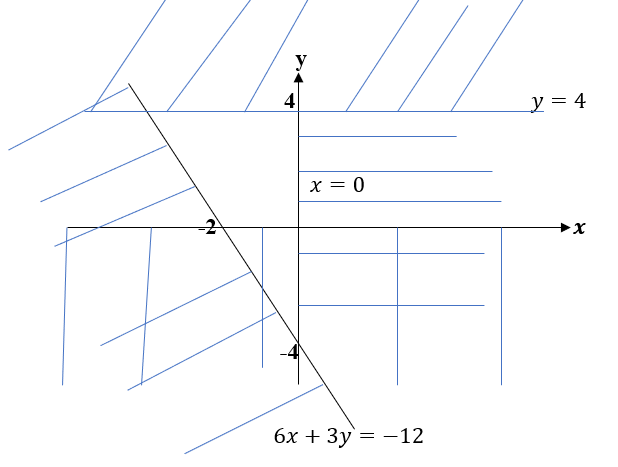 y
4
y = 4
x = 0
-2
x
-4
6x + 3y = −12